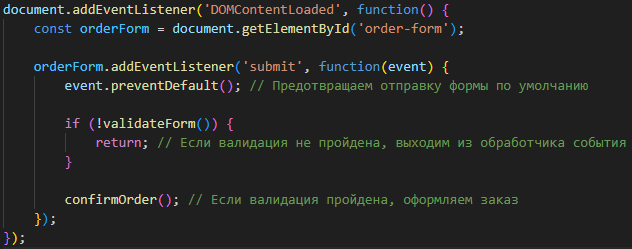 document.addEventListener('DOMContentLoaded', function() {
    const orderForm = document.getElementById('order-form');

    orderForm.addEventListener('submit', function(event) {
        event.preventDefault(); // Предотвращаем отправку формы по умолчанию

        if (!validateForm()) {
            return; // Если валидация не пройдена, выходим из обработчика события
        }

        confirmOrder(); // Если валидация пройдена, оформляем заказ
    });
});